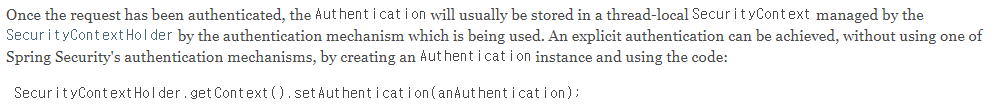 Once the request has been authenticated, the Authentication will usually be stored in a thread-local SecurityContext managed by the
SecurityContextHolder by the authentication mechanism which is being used. An explicit authentication can be achieved, without using one of
Spring Security's authentication mechanisms, by creating an Authentication instance and using the code:
SecurityContextHolder.getContext().setAuthentication(anAuthentication);